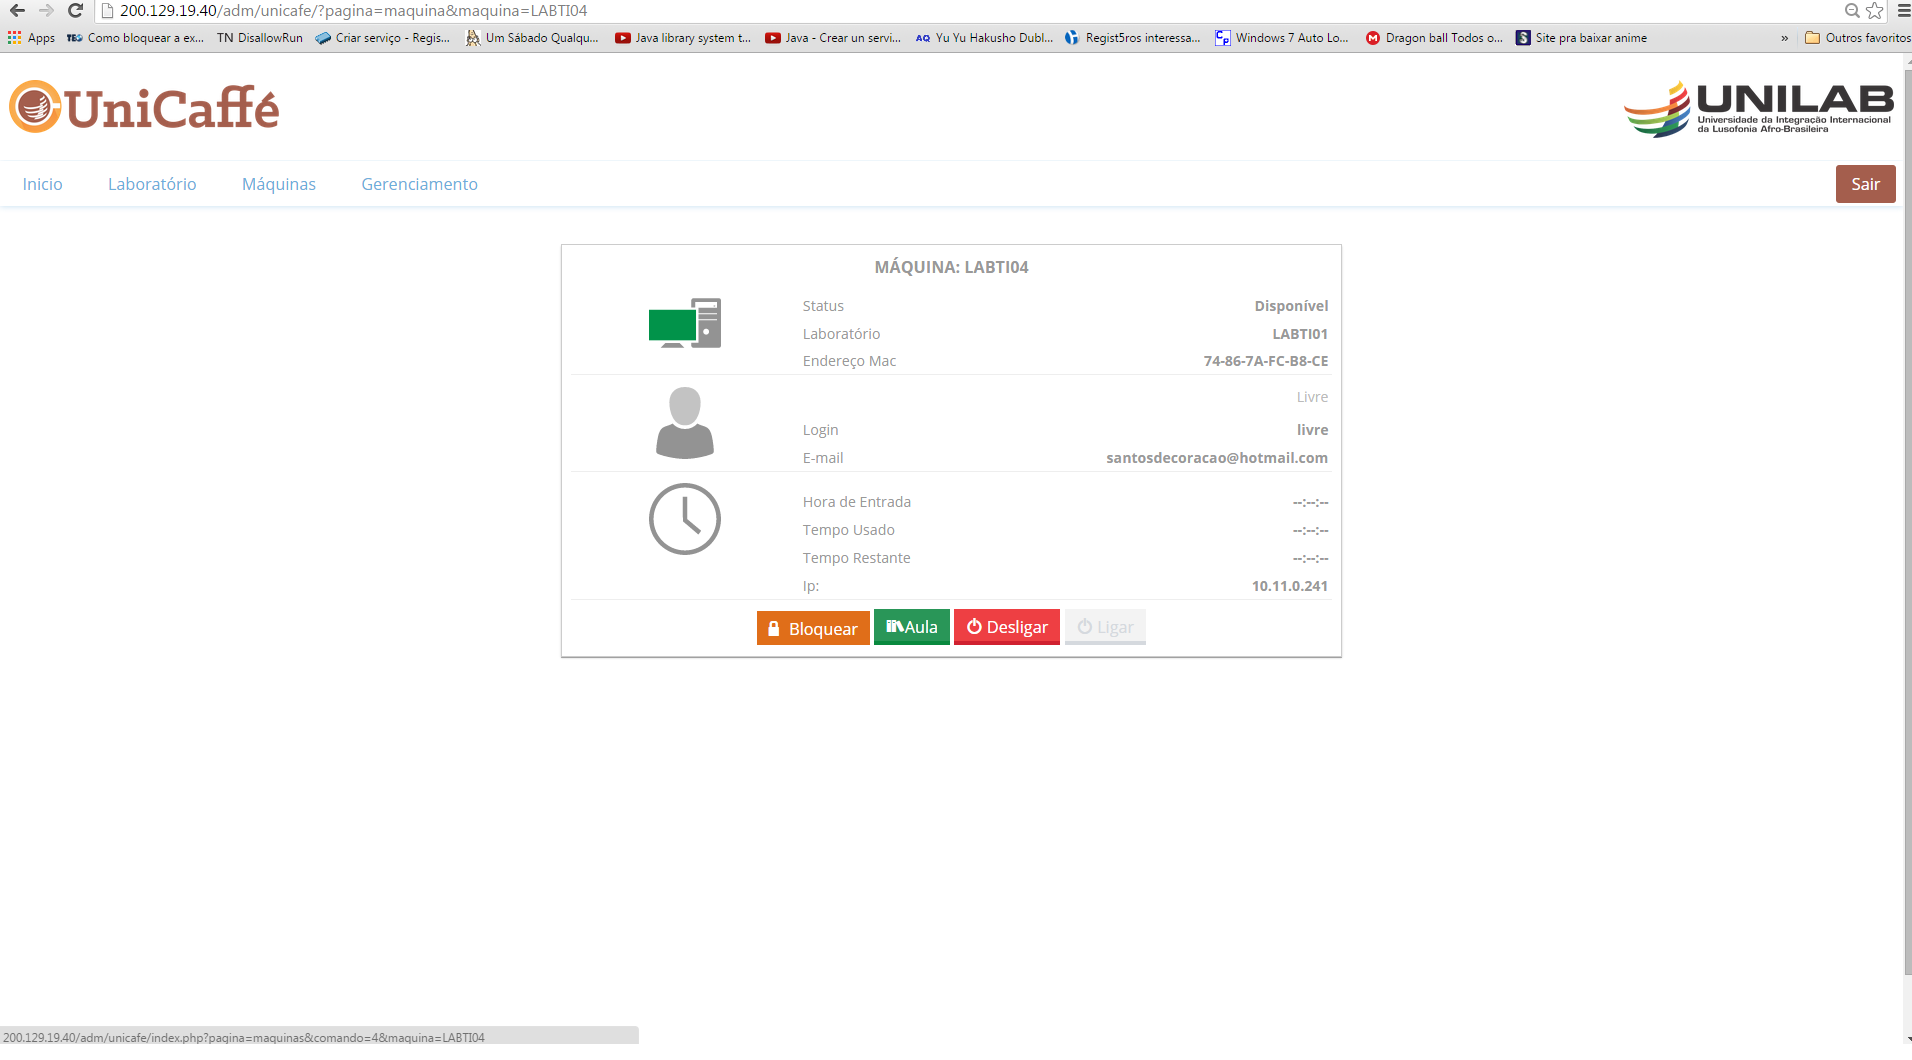 200.129.19.40/adm/unicafe/?pagina=maquina&maquina=LABTI04
Apps TEO Como bloquear a ex... TN DisallowRun Criar serviço - Regis... Um Sábado Qualqu... Java library system t... Java - Crear un servi... AQ Yu Yu Hakusho Dubl... Regist5ros interessa... Windows 7 Auto Lo... Dragon ball Todos o... Site pra baixar anime » Outros favoritos
UniCaffé
UNILAB
Universidade da Integração Internacional
da Lusofonia Afro-Brasileira
Inicio Laboratório Máquinas Gerenciamento Sair
MÁQUINA: LABTI04
Status Disponível
Laboratório LABTI01
Endereço Mac 74-86-7A-FC-B8-CE
Livre
Login livre
E-mail santosdecoracao@hotmail.com
Hora de Entrada --:--:--
Tempo Usado --:--:--
Tempo Restante --:--:--
Ip: 10.11.0.241
Bloquear Aula Desligar Ligar
200.129.19.40/adm/unicafe/index.php?pagina=maquinas&comando=4&maquina=LABTI04